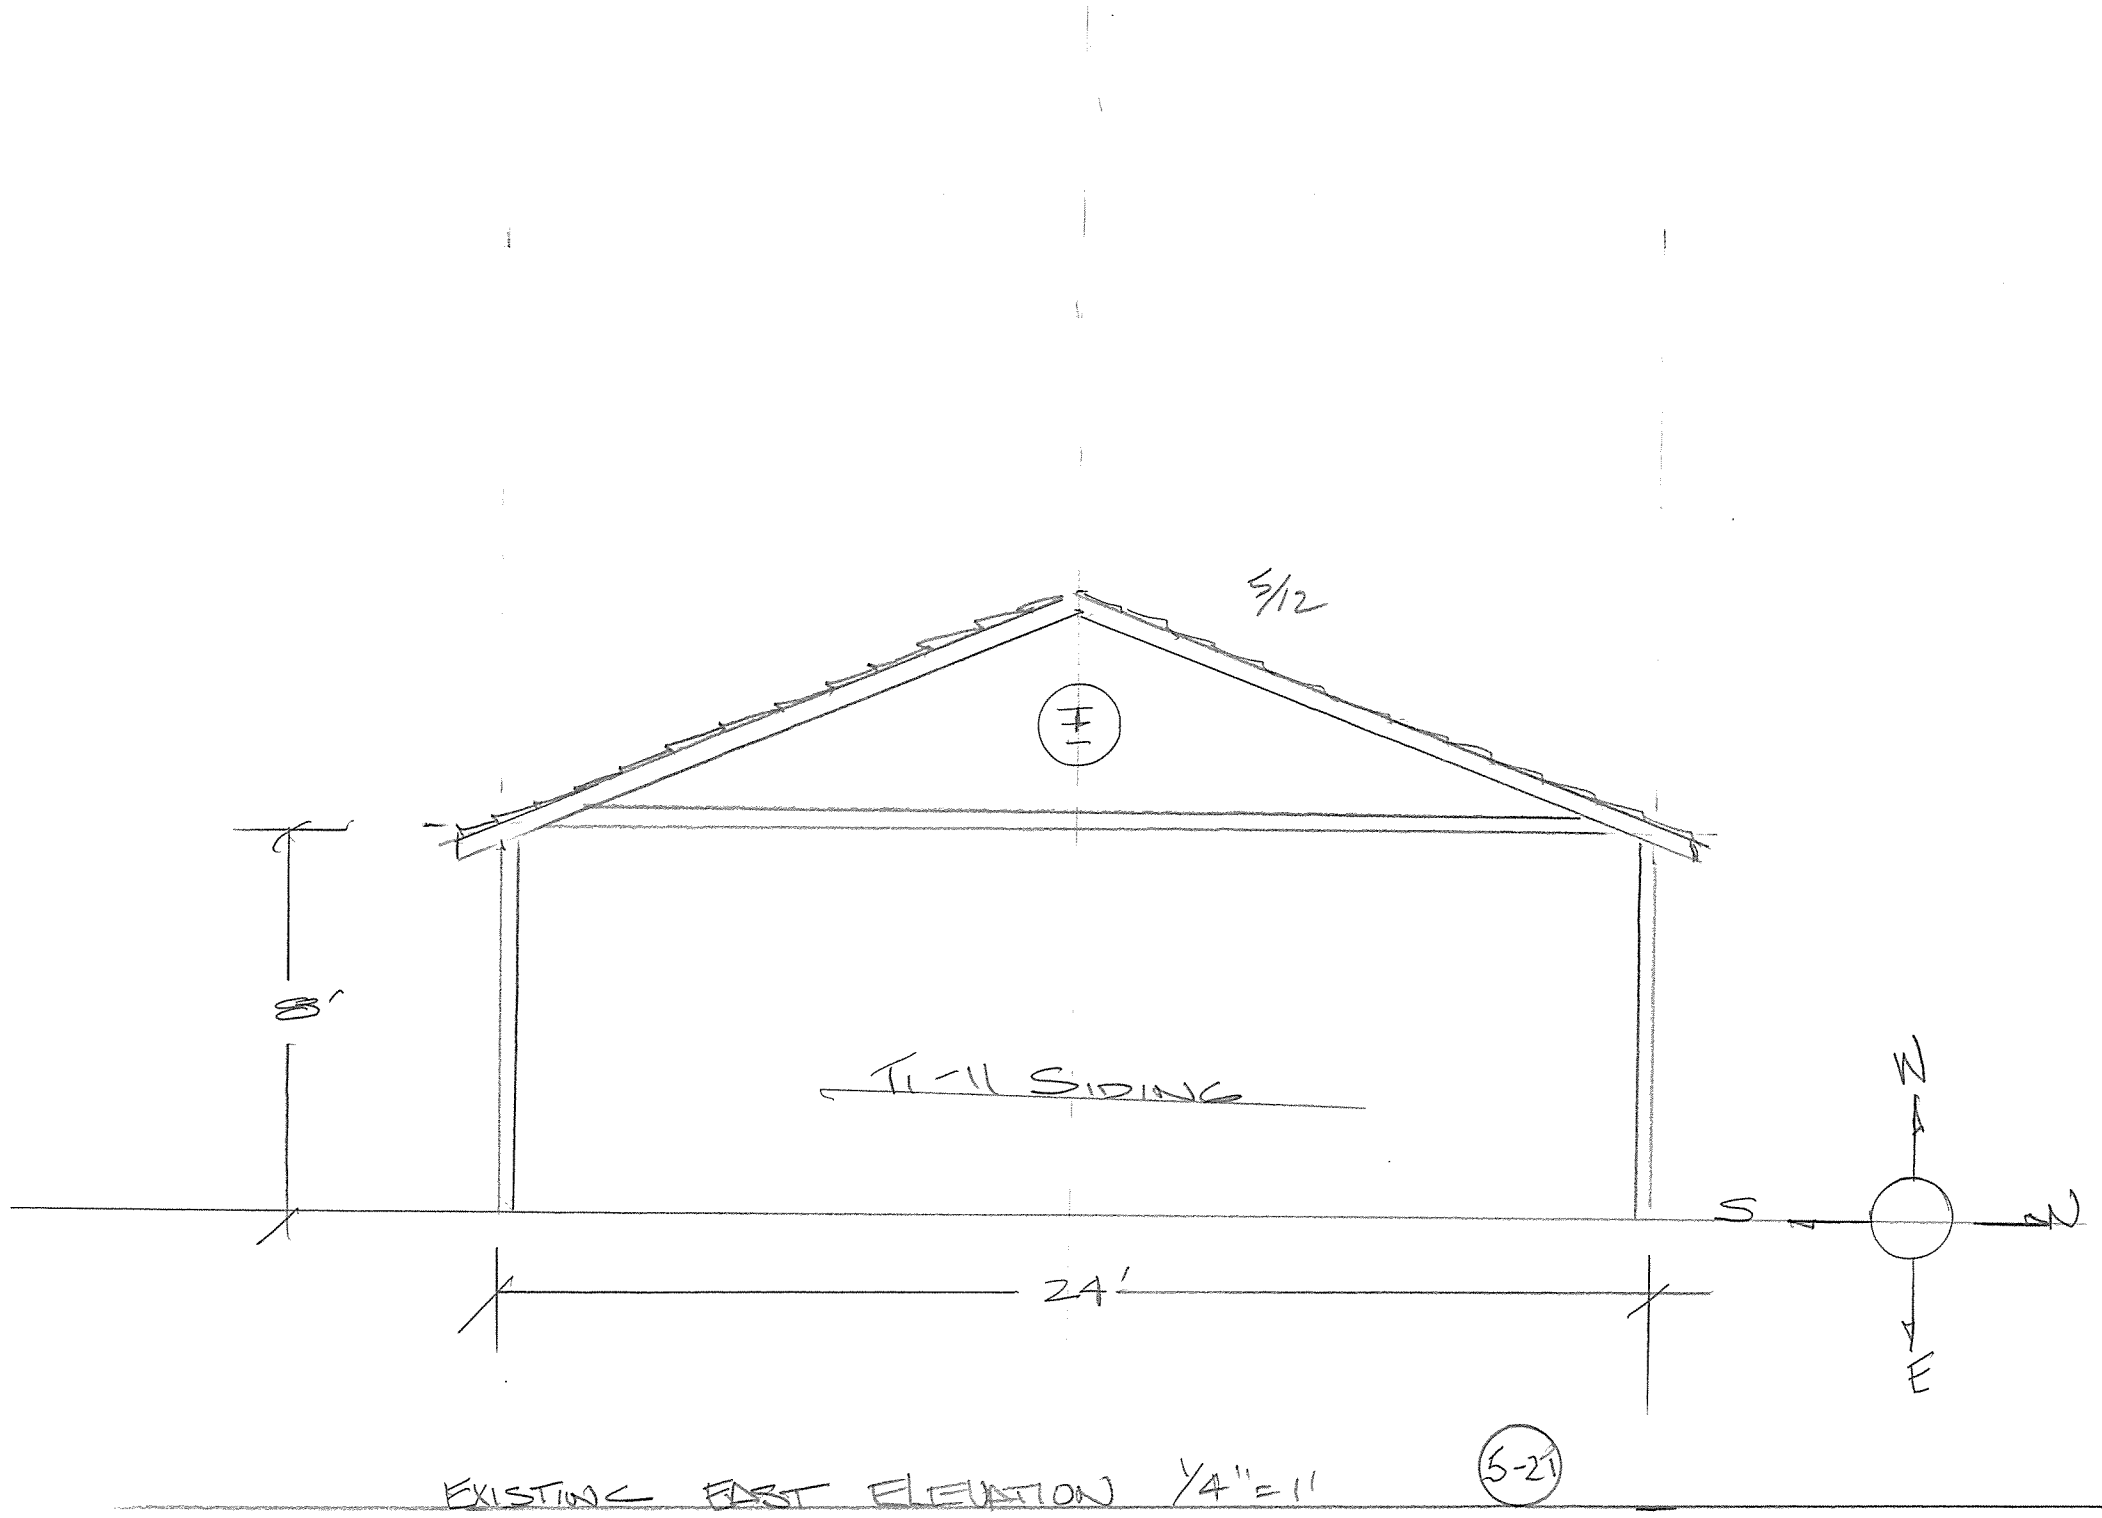 5/12
8'
T1-11 SIDING
W
S
N
E
24'
EXISTING EAST ELEVATION 1/4"=1'
5-21